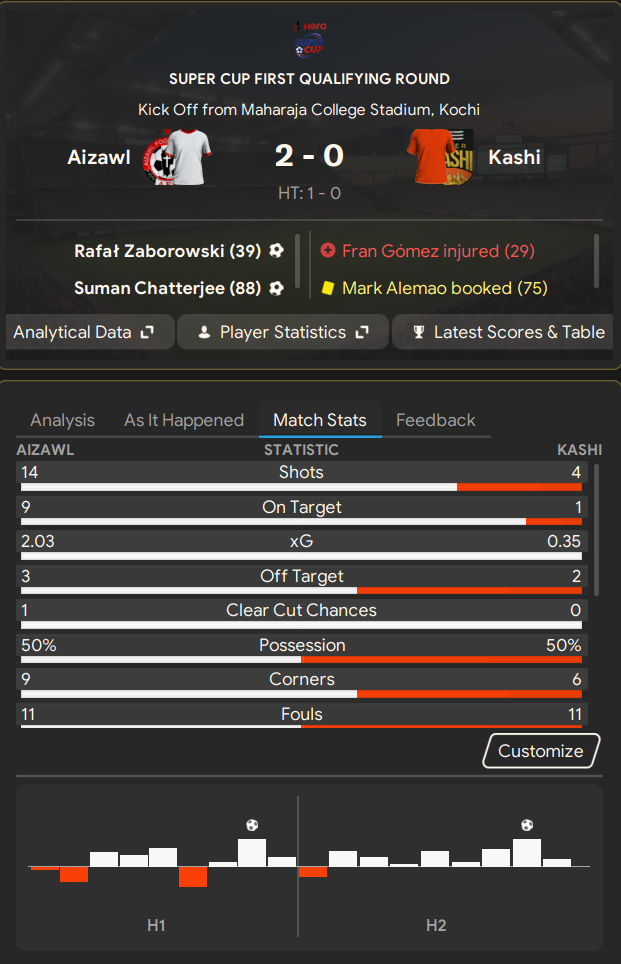 Hero
SUPER
CUP
SUPER CUP FIRST QUALIFYING ROUND
Kick Off from Maharaja College Stadium, Kochi
Aizawl
2 - 0
Kashi
HT: 1 - 0
Rafał Zaborowski (39)
Fran Gómez injured (29)
Suman Chatterjee (88)
Mark Alemao booked (75)
Analytical Data
Player Statistics
Latest Scores & Table
Analysis As It Happened Match Stats Feedback
AIZAWL STATISTIC KASHI
14 Shots 4
9 On Target 1
2.03 xG 0.35
3 Off Target 2
1 Clear Cut Chances 0
50% Possession 50%
9 Corners 6
11 Fouls 11
Customize
H1 H2